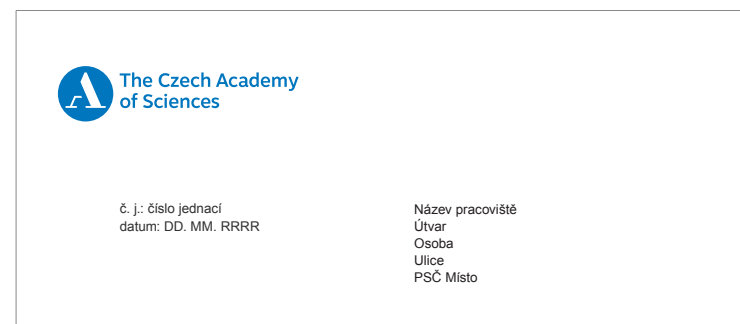 The Czech Academy
of Sciences
č. j.: číslo jednací
datum: DD. MM. RRRR
Název pracoviště
Útvar
Osoba
Ulice
PSČ Místo